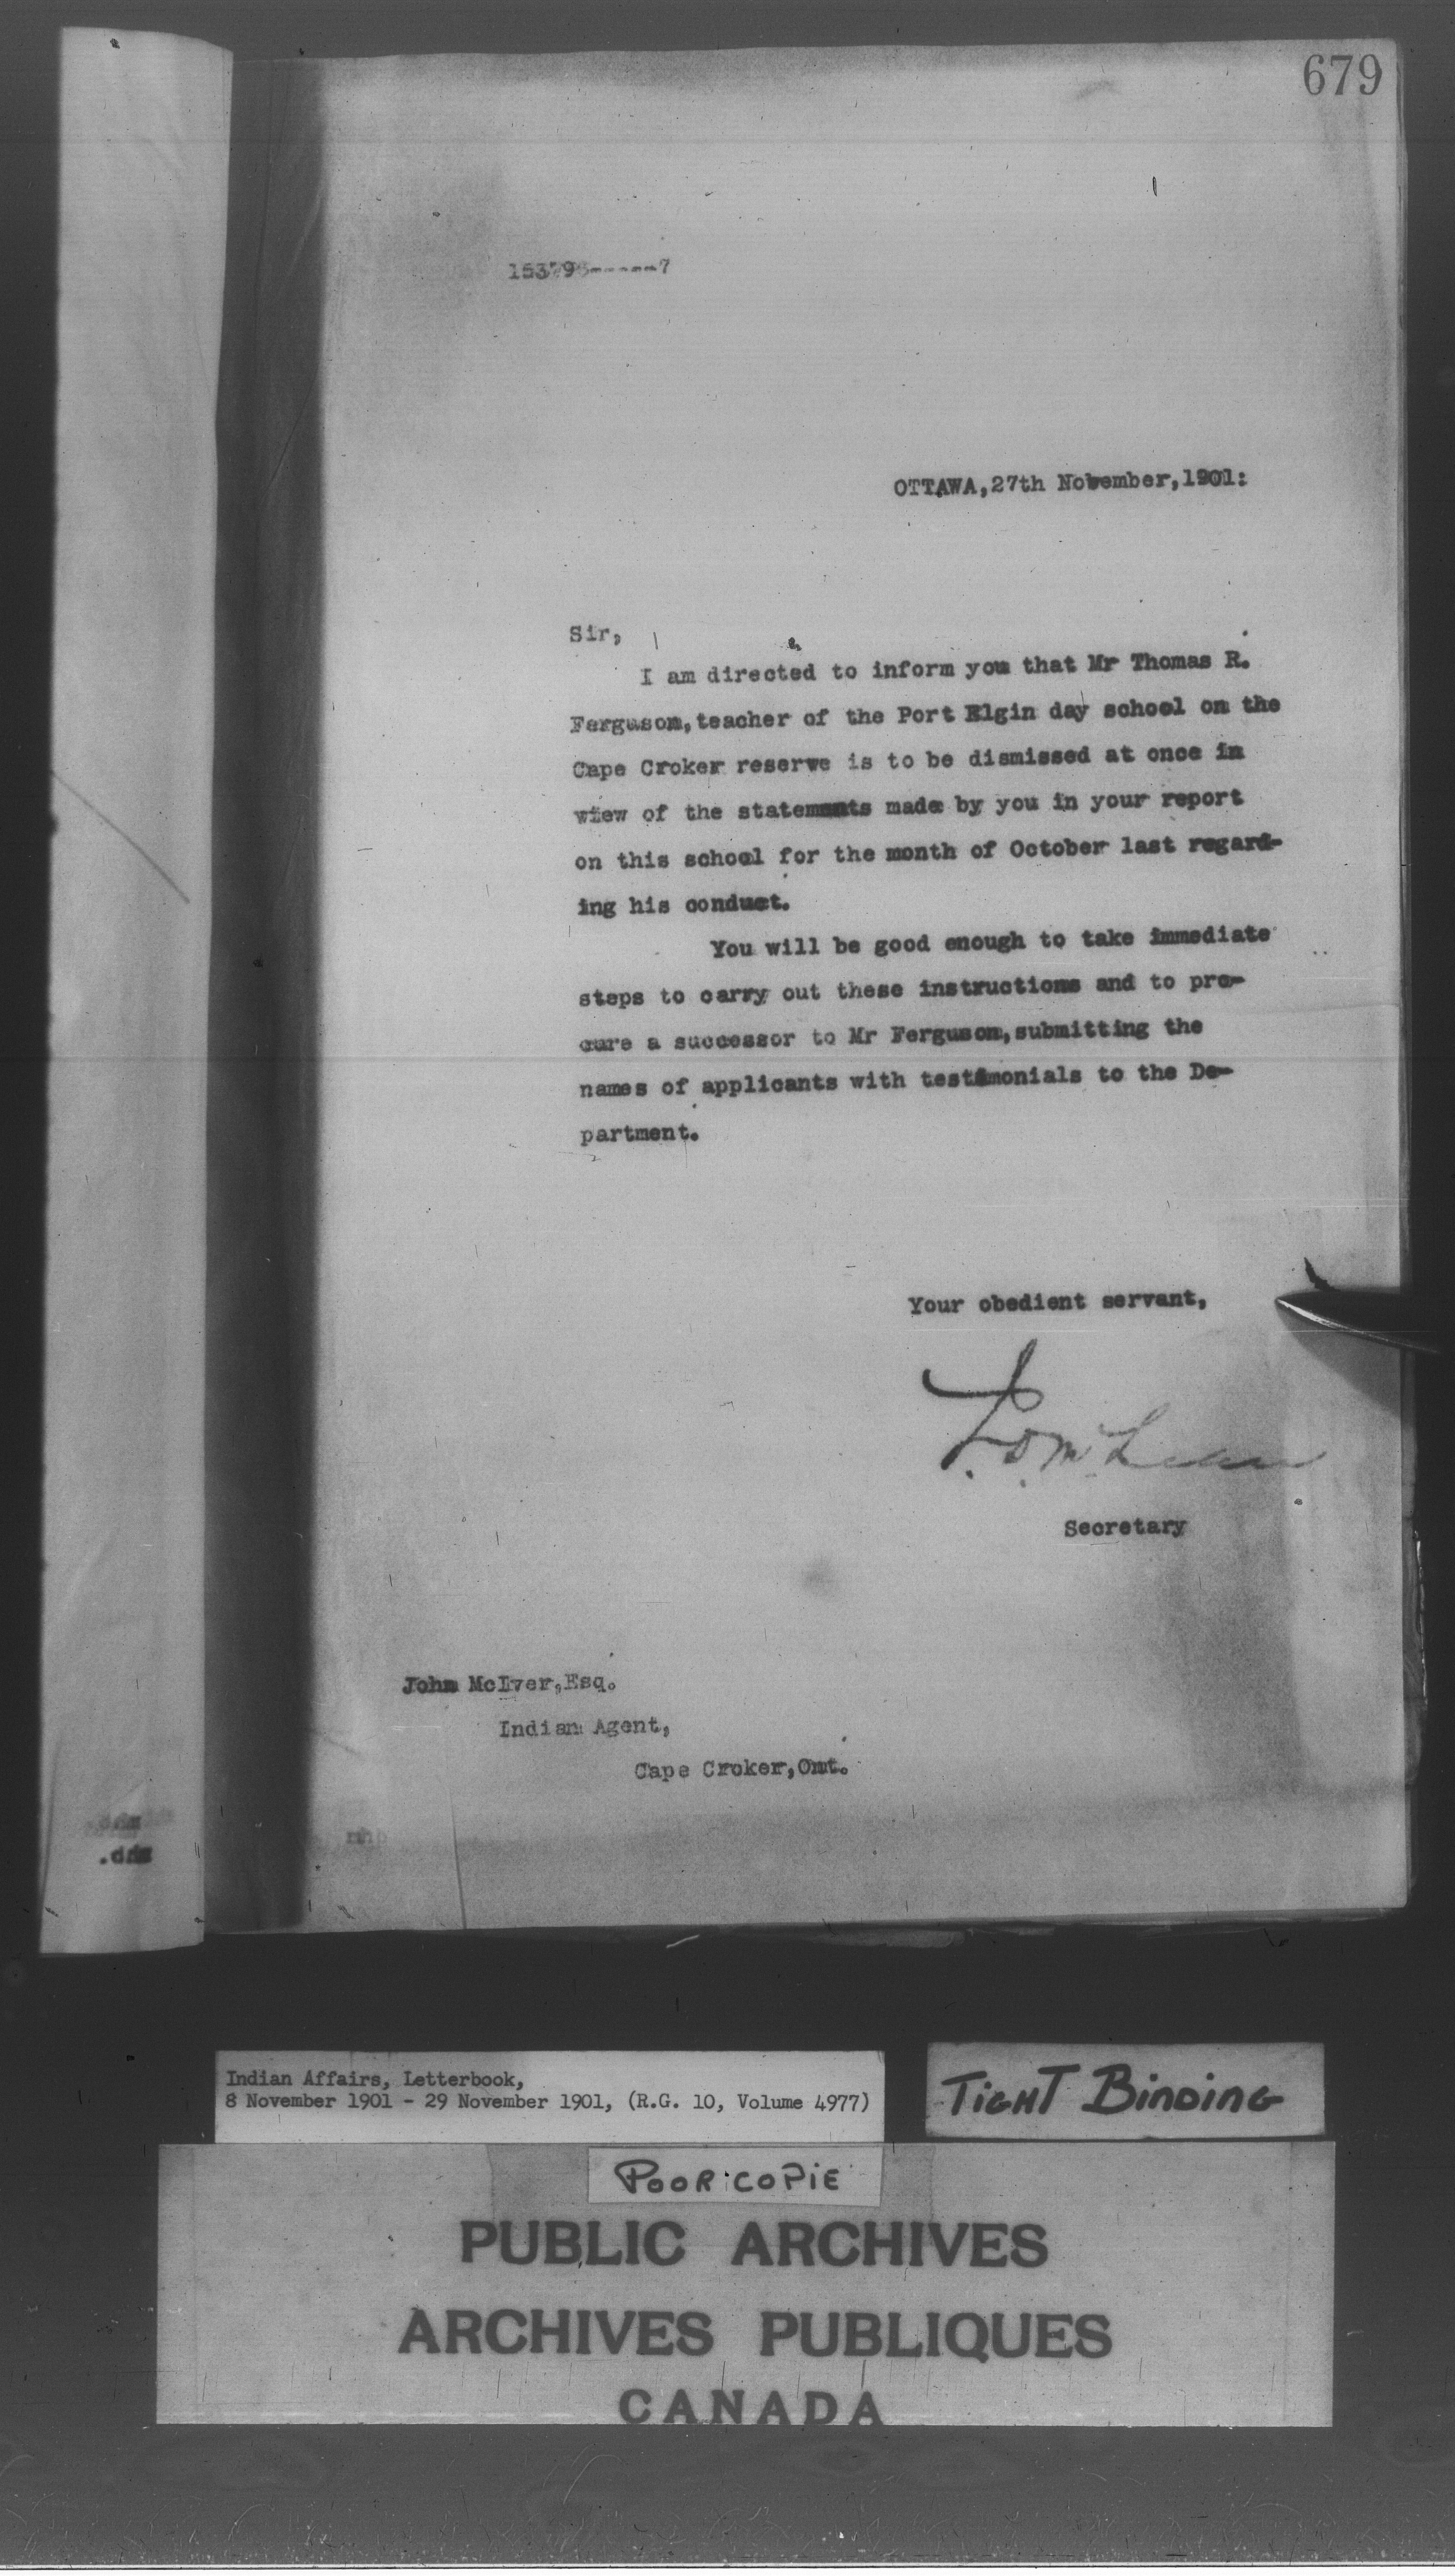 679
OTTAWA,27th November,1901:
Sir,
I am directed to inform you that Mr Thomas R.
Ferguson,teacher of the Port Elgin day school on the
Cape Croker reserve is to be dismissed at once in
view of the statements made by you in your report
on this school for the month of October last regard-
ing his conduct.
You will be good enough to take immediate
steps to carry out these instructions and to pro-
cure a successor to Mr Ferguson,submitting the
names of applicants with testimonials to the De-
partment.
Your obedient servant,
J. D. McLean
Secretary
John McIver,Esq.
Indian Agent,
Cape Croker,Ont.
Indian Affairs, Letterbook,
8 November 1901 - 29 November 1901, (R.G. 10, Volume 4977)
TIGHT BINDING
POOR COPIE
PUBLIC ARCHIVES
ARCHIVES PUBLIQUES
CANADA